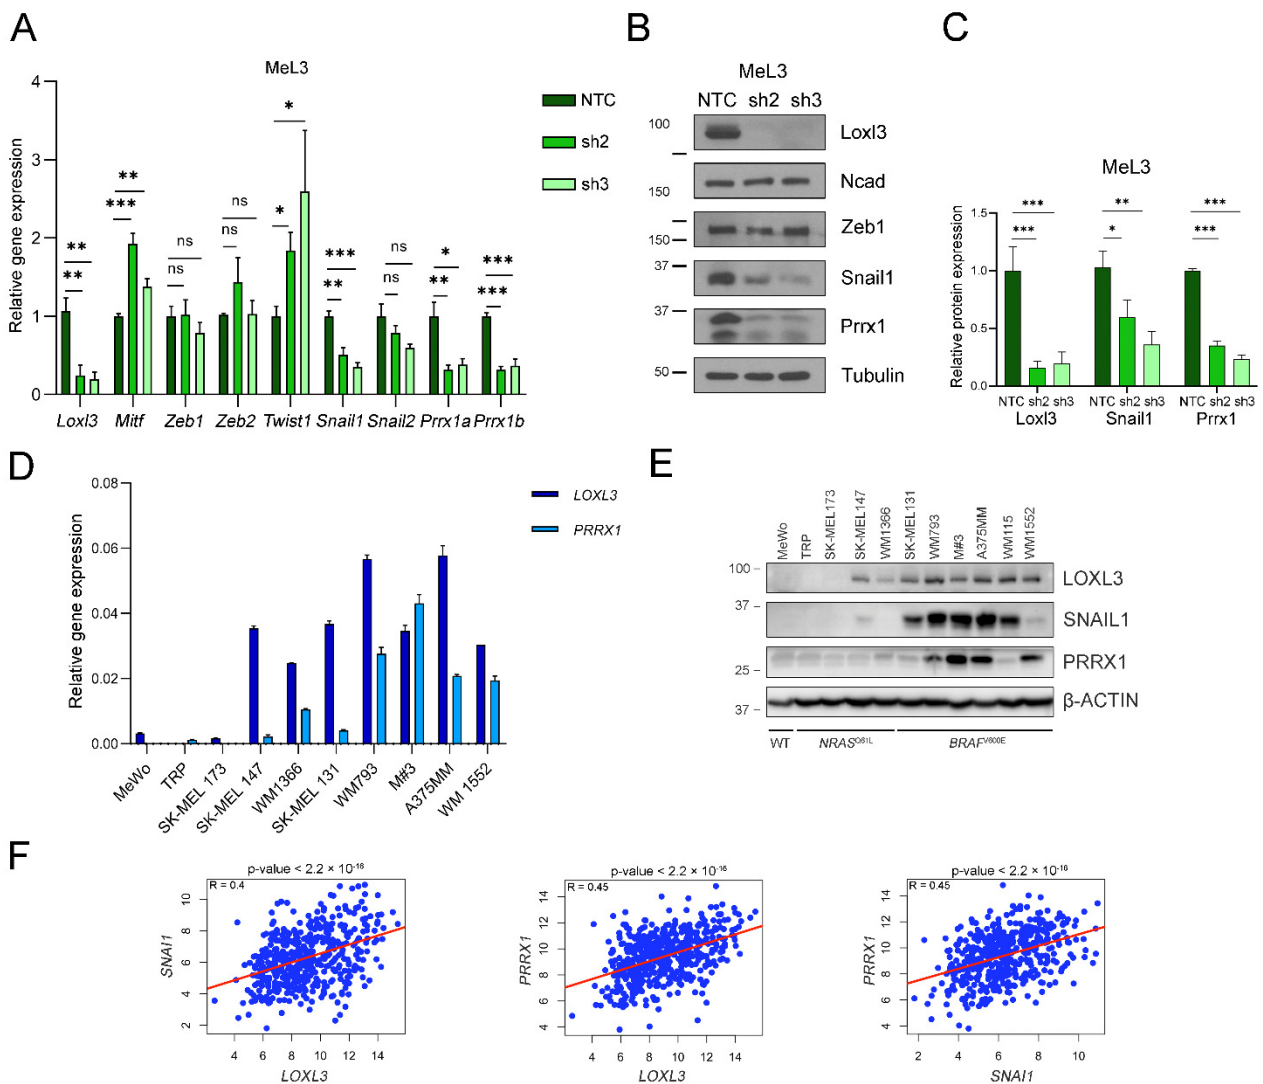 A
MeL3
Relative gene expression
4
3
2
1
0
** ** *** ** ns ns ns ns * * ** *** ns ns ** * *** ***
Loxl3 Mitf Zeb1 Zeb2 Twist1 Snail1 Snail2 Prrx1a Prrx1b
NTC
sh2
sh3
B
MeL3
NTC sh2 sh3
100
Loxl3
150
Ncad
150
Zeb1
37
Snail1
37
Prrx1
50
Tubulin
C
MeL3
Relative protein expression
1.5
1.0
0.5
0.0
*** *** * ** *** ***
NTC sh2 sh3 NTC sh2 sh3 NTC sh2 sh3
Loxl3 Snail1 Prrx1
D
Relative gene expression
0.08
0.06
0.04
0.02
0.00
MeWo TRP SK-MEL 173 SK-MEL 147 WM1366 SK-MEL 131 WM793 M#3 A375MM WM 1552
LOXL3
PRRX1
E
MeWo TRP SK-MEL173 SK-MEL147 WM1366 SK-MEL131 WM793 M#3 A375MM WM115 WM1552
100
LOXL3
37
SNAIL1
25
PRRX1
37
β-ACTIN
WT NRAS^Q61L BRAF^V600E
F
p-value < 2.2 × 10^-16
R = 0.4
SNAI1
10
8
6
4
2
4 6 8 10 12 14
LOXL3
p-value < 2.2 × 10^-16
R = 0.45
PRRX1
14
12
10
8
6
4
4 6 8 10 12 14
LOXL3
p-value < 2.2 × 10^-16
R = 0.45
PRRX1
14
12
10
8
6
4
2 4 6 8 10
SNAI1